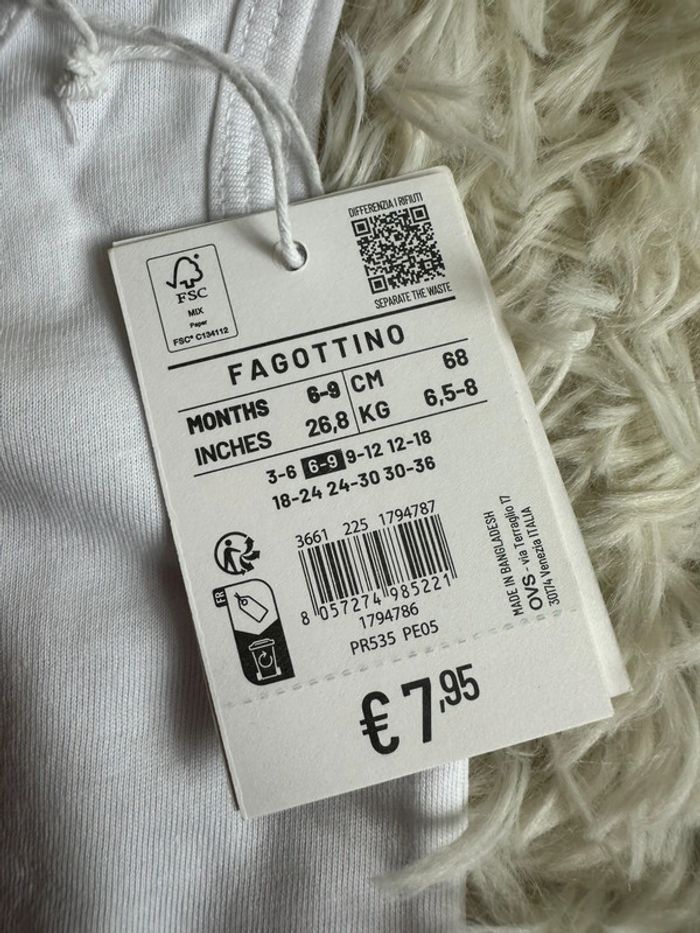 DIFFERENZIA I RIFIUTI
SEPARATE THE WASTE
FSC
MIX
Paper
FSC® C134112
FAGOTTINO
MONTHS 6-9 CM 68
INCHES 26,8 KG 6,5-8
3-6 6-9 9-12 12-18
18-24 24-30 30-36
3661 225 1794787
8 057274 985221
1794786
PR535 PE05
FR
MADE IN BANGLADESH
OVS - via Terraglio 17
30174 Venezia ITALIA
€ 7,95